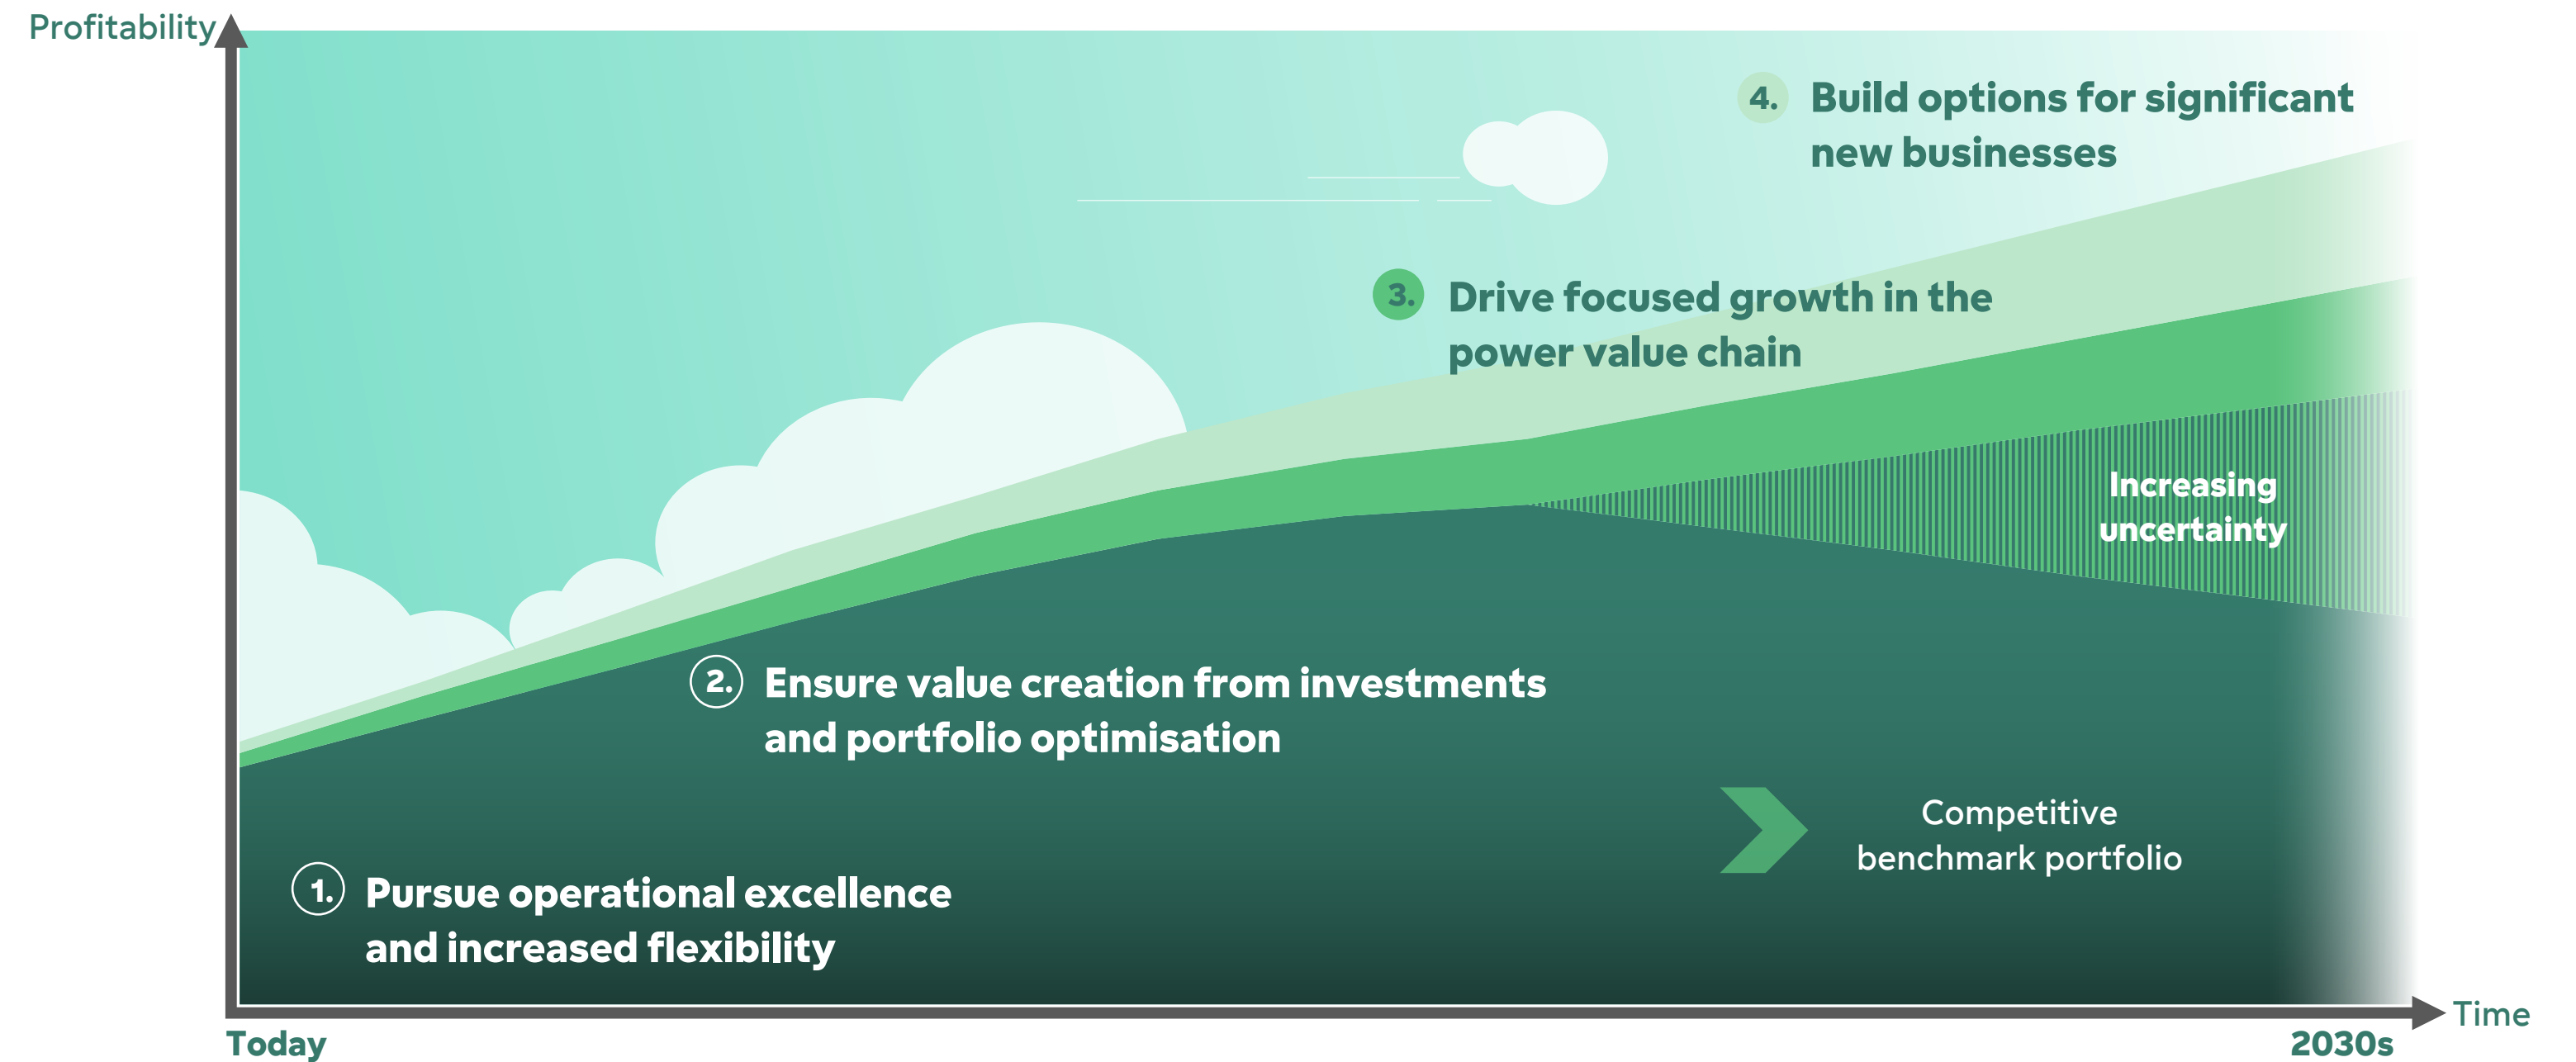 Profitability
4. Build options for significant
new businesses
3. Drive focused growth in the
power value chain
Increasing
uncertainty
2. Ensure value creation from investments
and portfolio optimisation
Competitive
benchmark portfolio
1. Pursue operational excellence
and increased flexibility
Time
Today
2030s